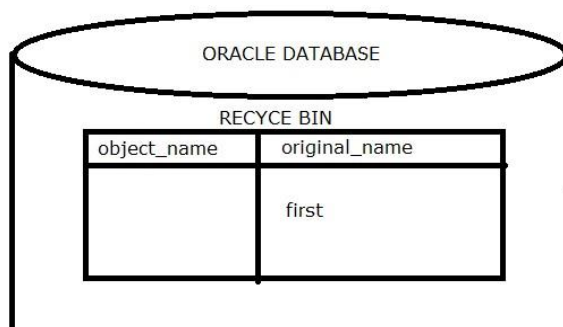 ORACLE DATABASE
RECYCE BIN
object_name original_name
first